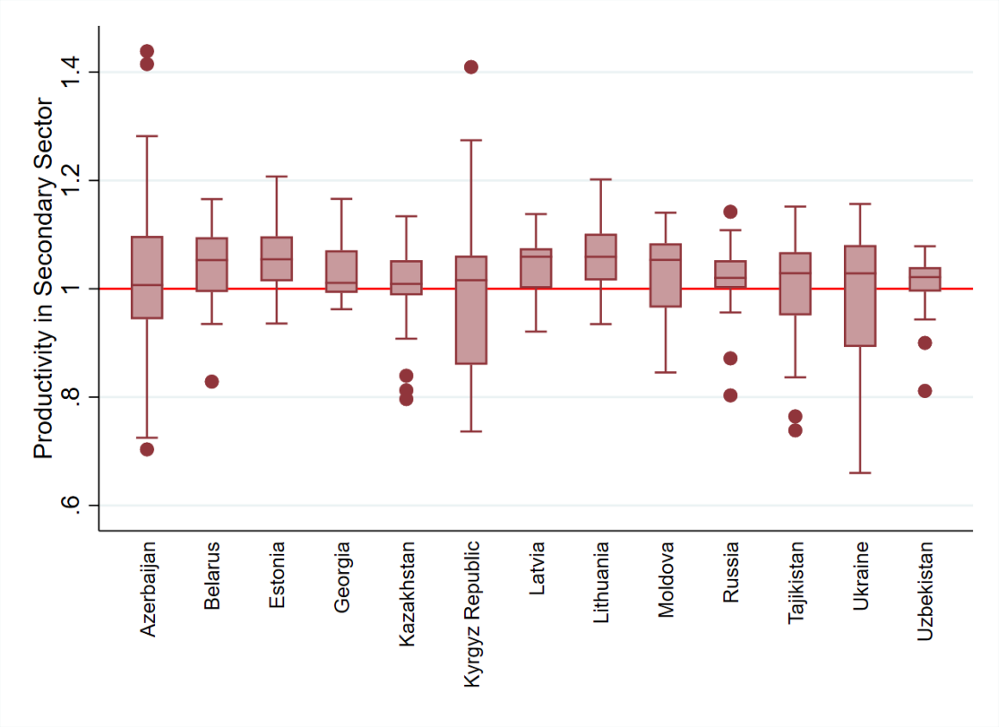 Productivity in Secondary Sector
1.4
1.2
1
.8
.6
Azerbaijan
Belarus
Estonia
Georgia
Kazakhstan
Kyrgyz Republic
Latvia
Lithuania
Moldova
Russia
Tajikistan
Ukraine
Uzbekistan